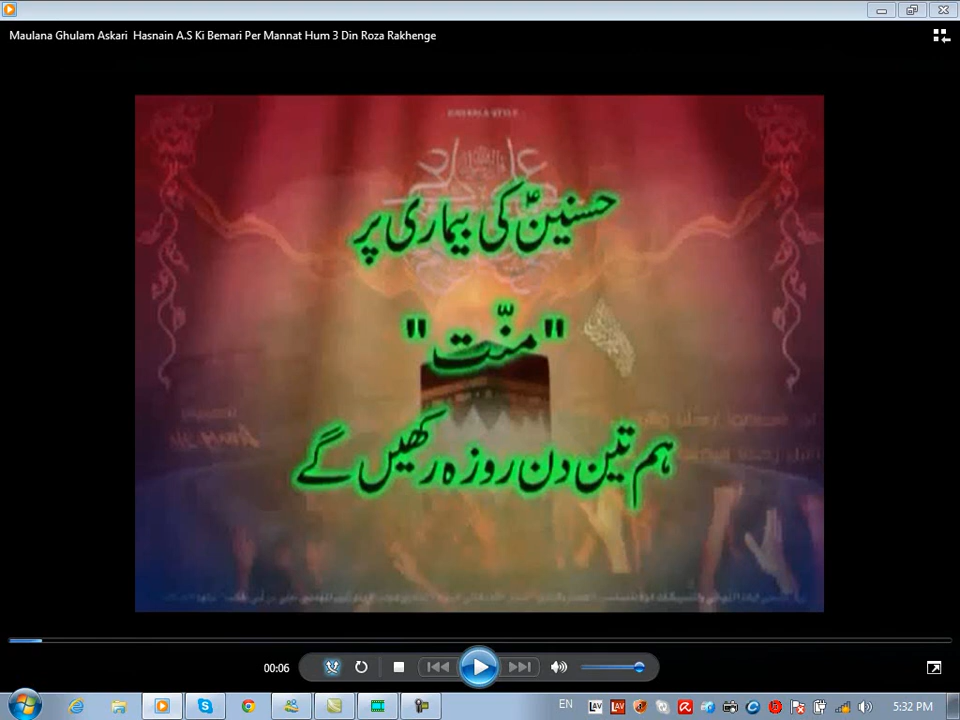 Maulana Ghulam Askari  Hasnain A.S Ki Bemari Per Mannat Hum 3 Din Roza Rakhenge
حسنینؑ کی بیماری پر
"منّت"
ہم تین دن روزہ رکھیں گے
00:06
EN
5:32 PM